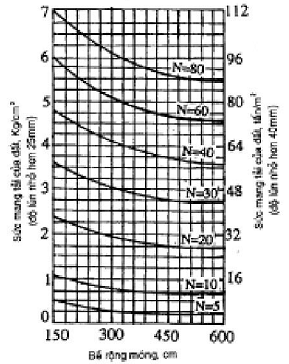 Sức mang tải của đất, Kg/cm²
(độ lún nhỏ hơn 25mm)
7
6
5
4
3
2
1
0
N=80
N=60
N=40
N=30
N=20
N=10
N=5
112
96
80
64
48
32
16
Sức mang tải của đất, tấn/m²
(độ lún nhỏ hơn 40mm)
150
300
450
600
Bề rộng móng, cm